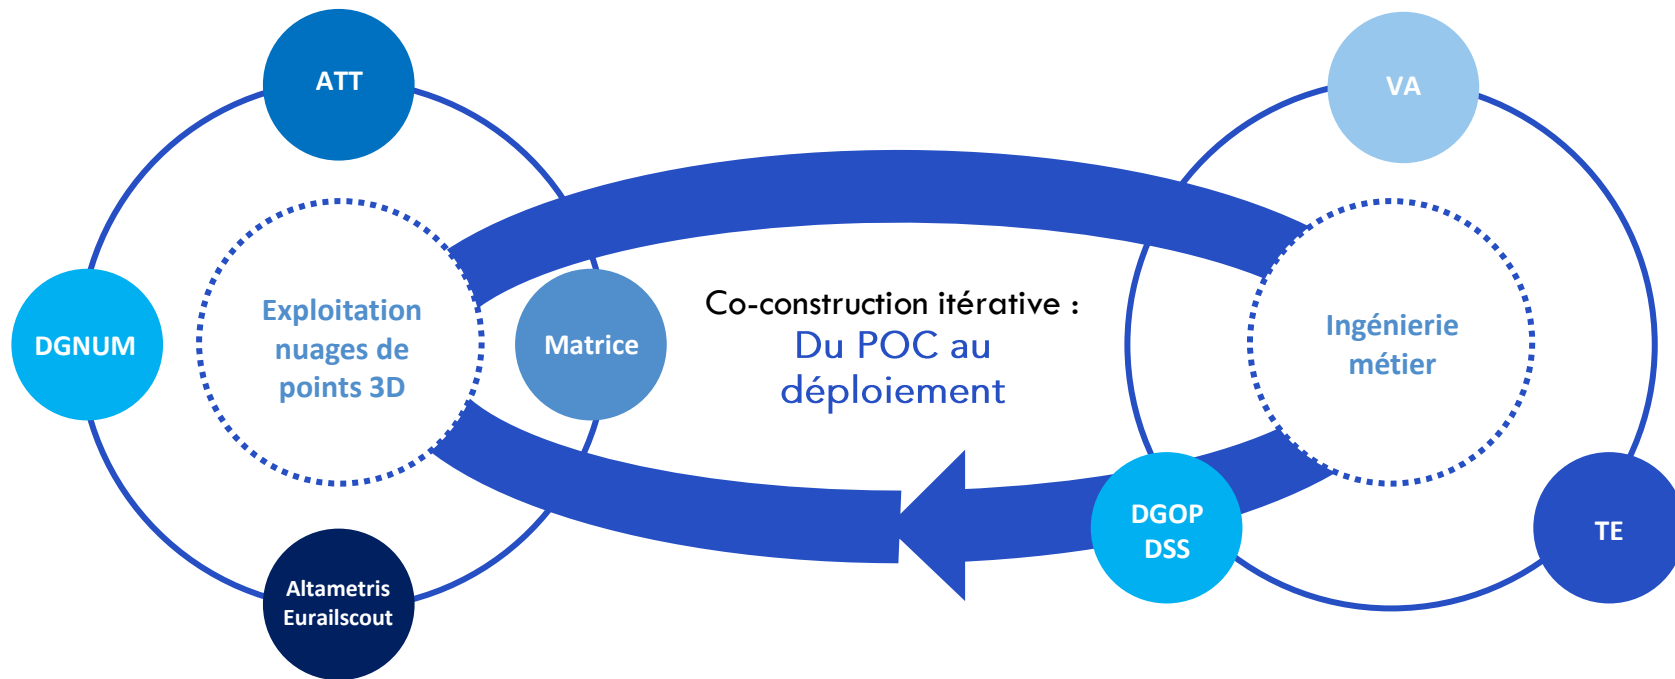 ATT
VA
DGNUM
Exploitation
nuages de
points 3D
Matrice
Co-construction itérative :
Du POC au
déploiement
Ingénierie
métier
DGOP
DSS
TE
Altametris
Eurailscout